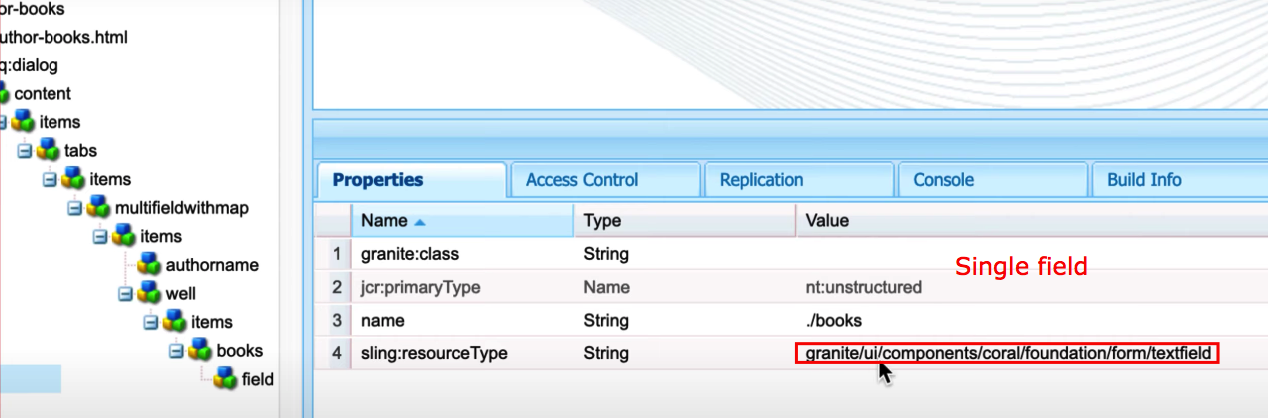 or-books
uthor-books.html
q:dialog
content
items
tabs
items
multifieldwithmap
items
authorname
well
items
books
field
Properties Access Control Replication Console Build Info
Name Type Value
1 granite:class String
Single field
2 jcr:primaryType Name nt:unstructured
3 name String ./books
4 sling:resourceType String granite/ui/components/coral/foundation/form/textfield